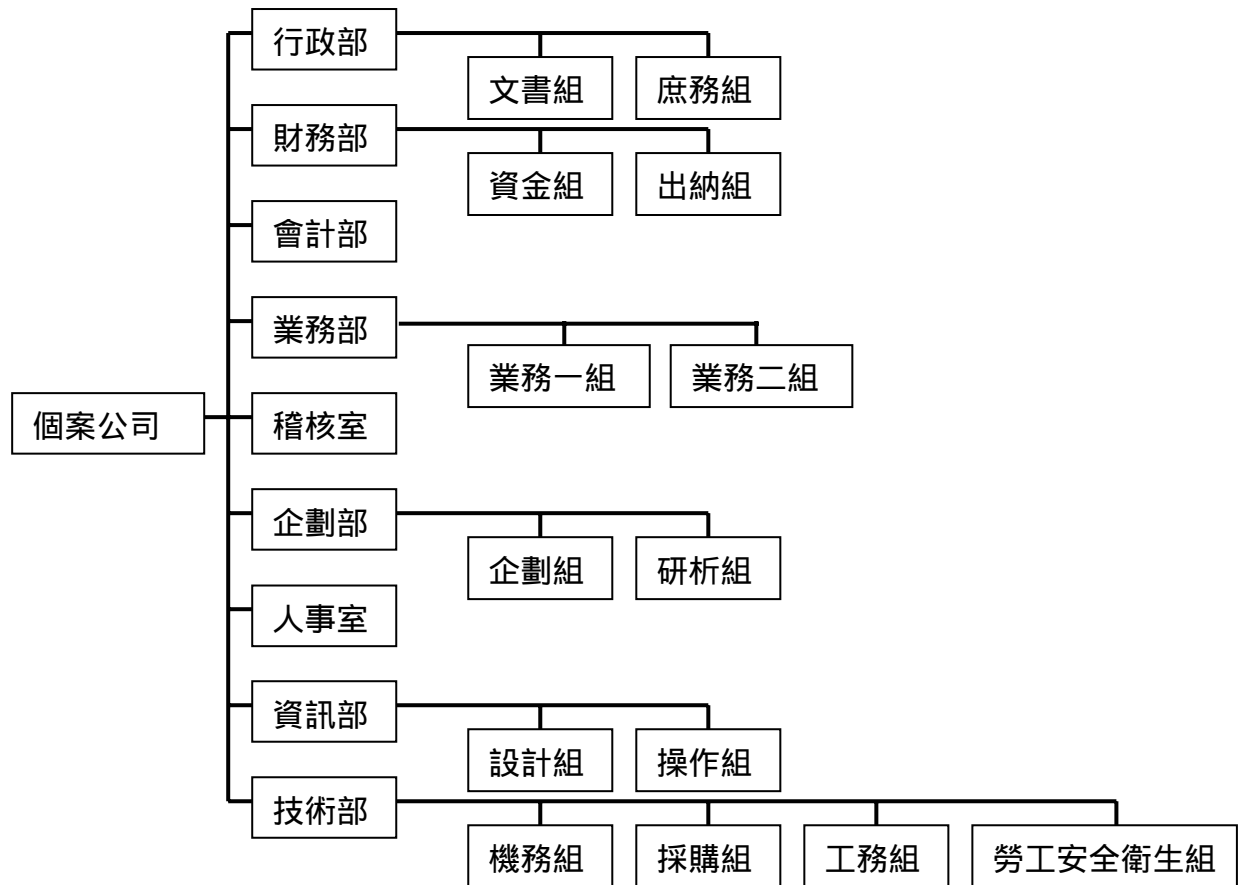 行政部
文書組 庶務組
財務部
資金組 出納組
會計部
業務部
業務一組 業務二組
個案公司
稽核室
企劃部
企劃組 研析組
人事室
資訊部
設計組 操作組
技術部
機務組 採購組 工務組 勞工安全衛生組